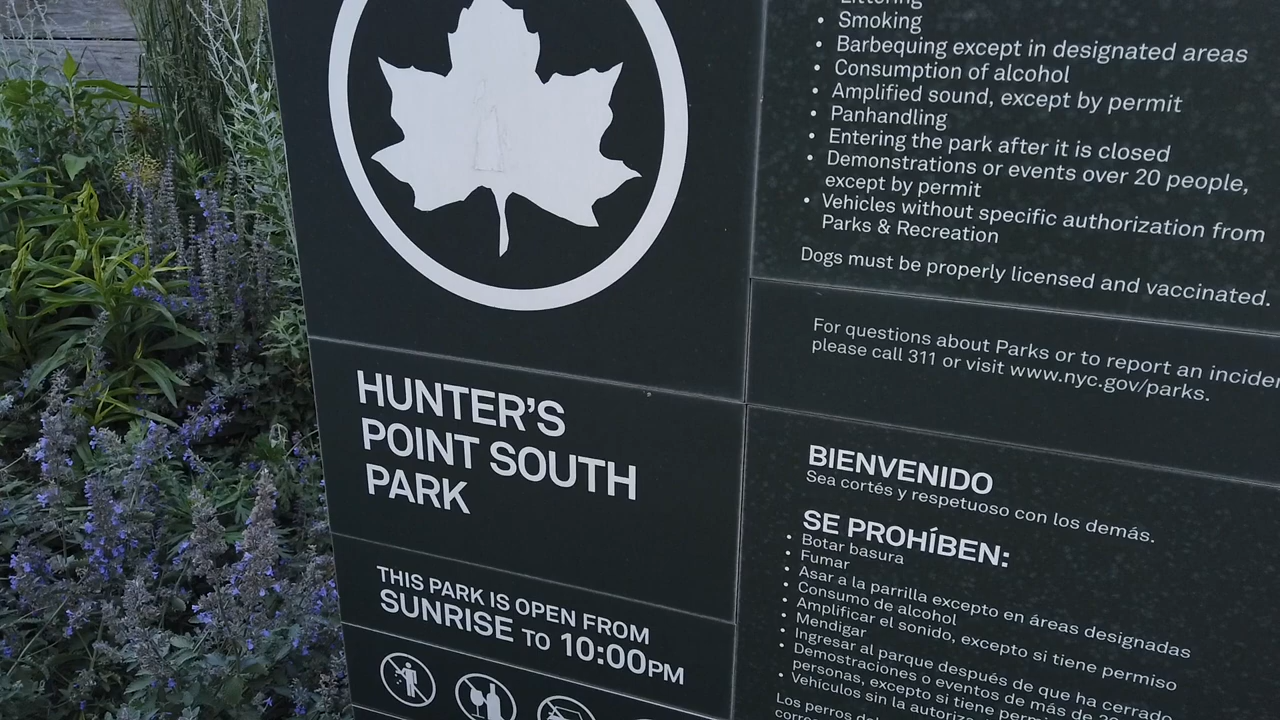 Littering
• Smoking
• Barbequing except in designated areas
• Consumption of alcohol
• Amplified sound, except by permit
• Panhandling
• Entering the park after it is closed
• Demonstrations or events over 20 people,
except by permit
• Vehicles without specific authorization from
Parks & Recreation
Dogs must be properly licensed and vaccinated.
For questions about Parks or to report an inciden
please call 311 or visit www.nyc.gov/parks.
HUNTER'S
POINT SOUTH
PARK
THIS PARK IS OPEN FROM
SUNRISE TO 10:00PM
BIENVENIDO
Sea cortés y respetuoso con los demás.
SE PROHÍBEN:
• Botar basura
• Fumar
• Asar a la parrilla excepto en áreas designadas
• Consumo de alcohol
• Amplificar el sonido, excepto si tiene permiso
• Mendigar
• Ingresar al parque después de que ha cerrado
• Demostraciones o eventos de más de
personas, excepto si tiene
• Vehículos sin la
Los perros